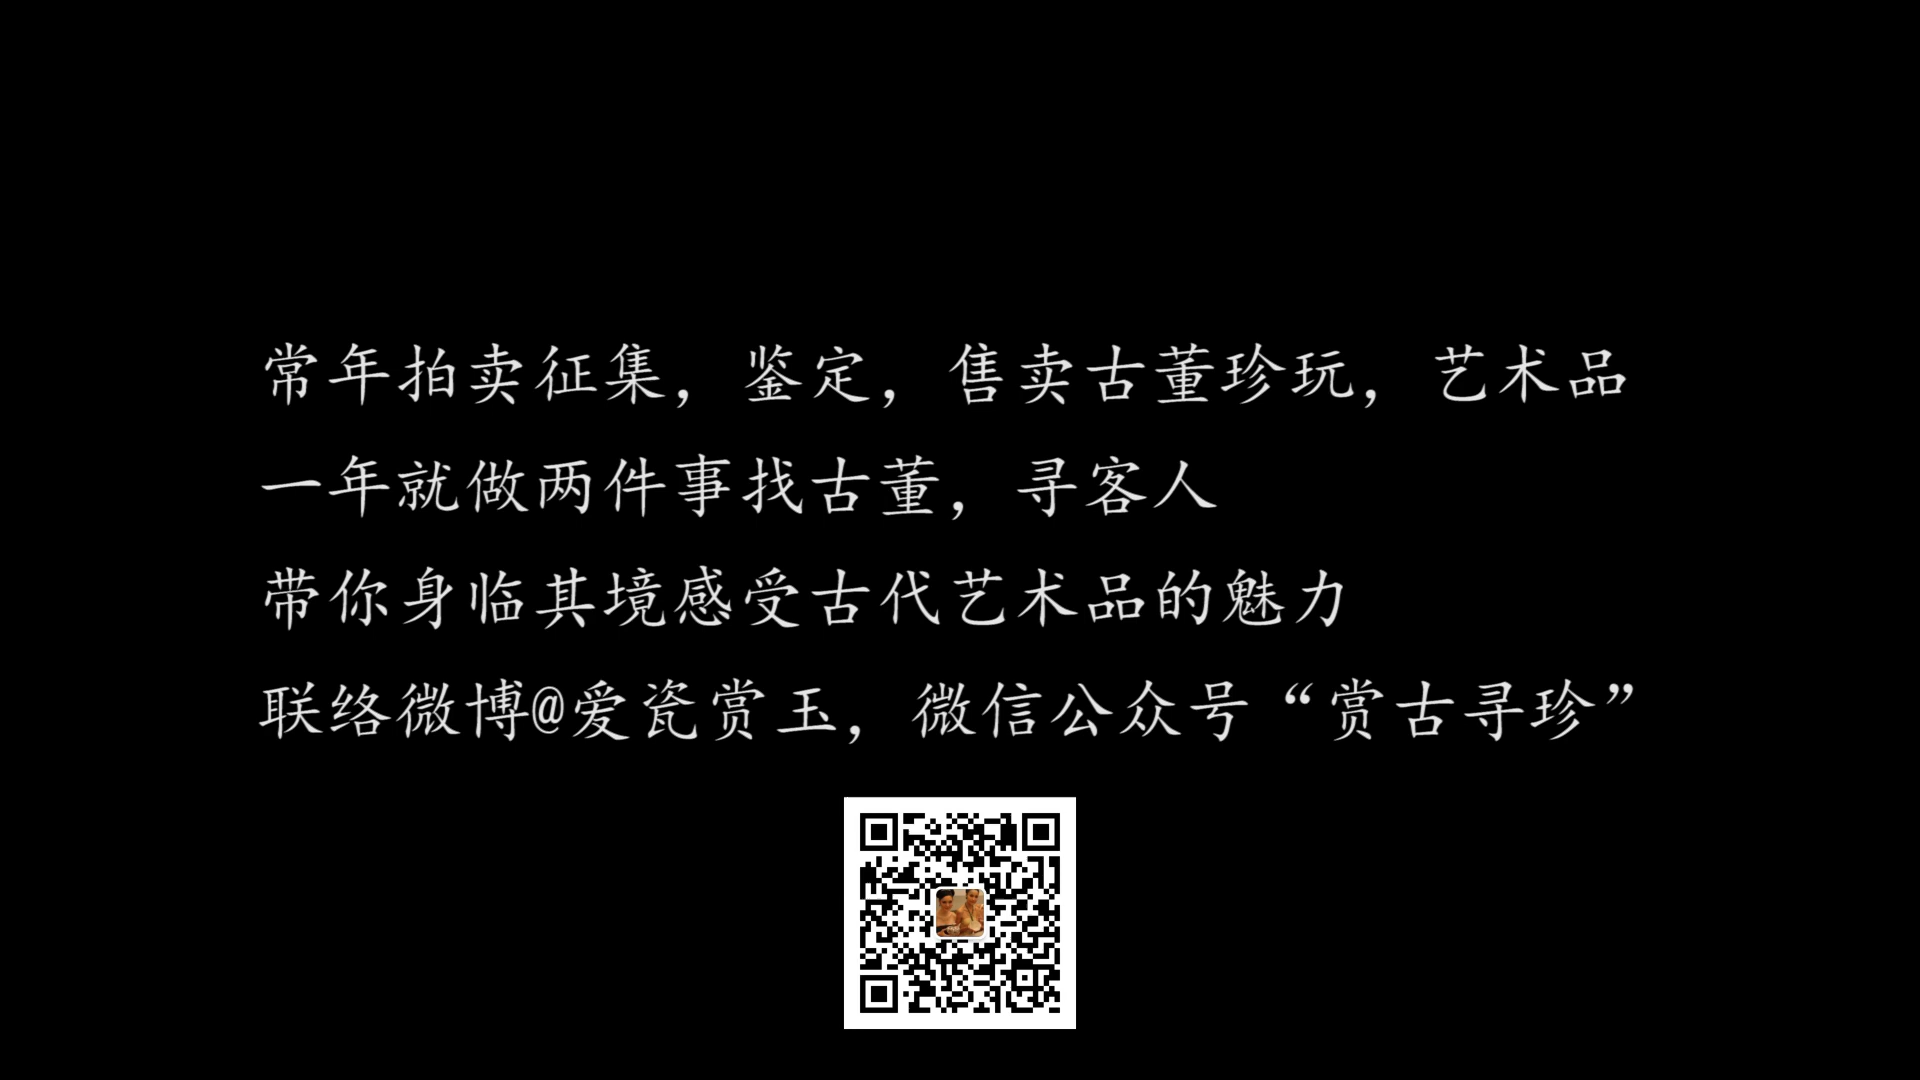 常年拍卖征集，鉴定，售卖古董珍玩，艺术品
一年就做两件事找古董，寻客人
带你身临其境感受古代艺术品的魅力
联络微博@爱瓷赏玉，微信公众号“赏古寻珍”